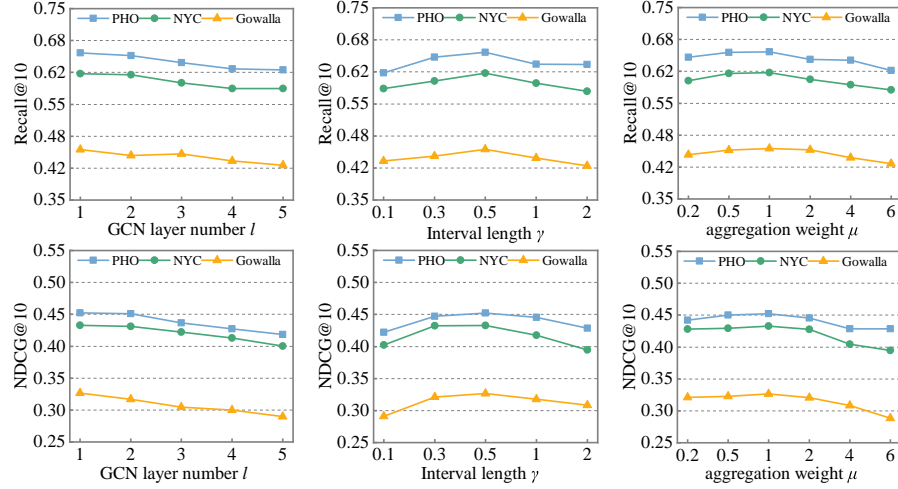 0.75
PHO NYC Gowalla
0.68
0.62
0.55
0.48
0.42
0.35
Recall@10
1 2 3 4 5
GCN layer number l
0.75
PHO NYC Gowalla
0.68
0.62
0.55
0.48
0.42
0.35
Recall@10
0.1 0.3 0.5 1 2
Interval length γ
0.75
PHO NYC Gowalla
0.68
0.62
0.55
0.48
0.42
0.35
Recall@10
0.2 0.5 1 2 4 6
aggregation weight μ
0.55
PHO NYC Gowalla
0.50
0.45
0.40
0.35
0.30
0.25
NDCG@10
1 2 3 4 5
GCN layer number l
0.55
PHO NYC Gowalla
0.50
0.45
0.40
0.35
0.30
0.25
NDCG@10
0.1 0.3 0.5 1 2
Interval length γ
0.55
PHO NYC Gowalla
0.50
0.45
0.40
0.35
0.30
0.25
NDCG@10
0.2 0.5 1 2 4 6
aggregation weight μ